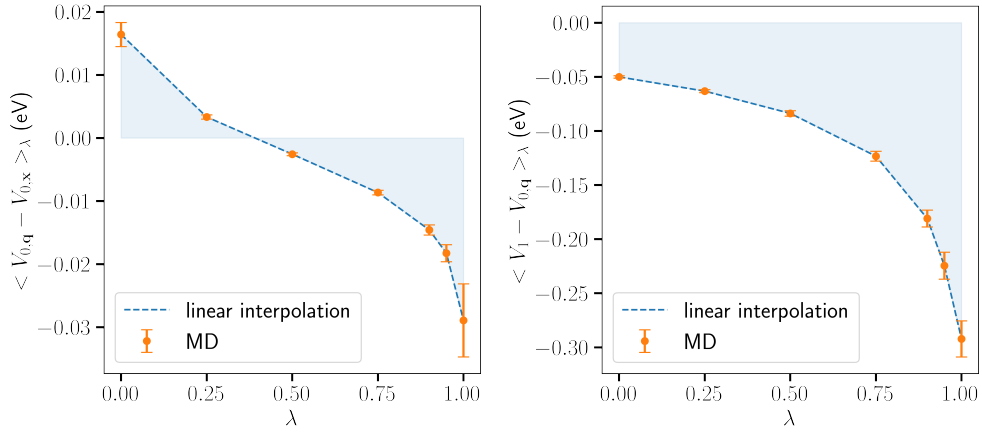 0.02
0.01
0.00
−0.01
−0.02
−0.03
< V₀.q − V₀.x >λ (eV)
linear interpolation
MD
0.00 0.25 0.50 0.75 1.00
λ
0.00
−0.05
−0.10
−0.15
−0.20
−0.25
−0.30
< V₁ − V₀.q >λ (eV)
linear interpolation
MD
0.00 0.25 0.50 0.75 1.00
λ